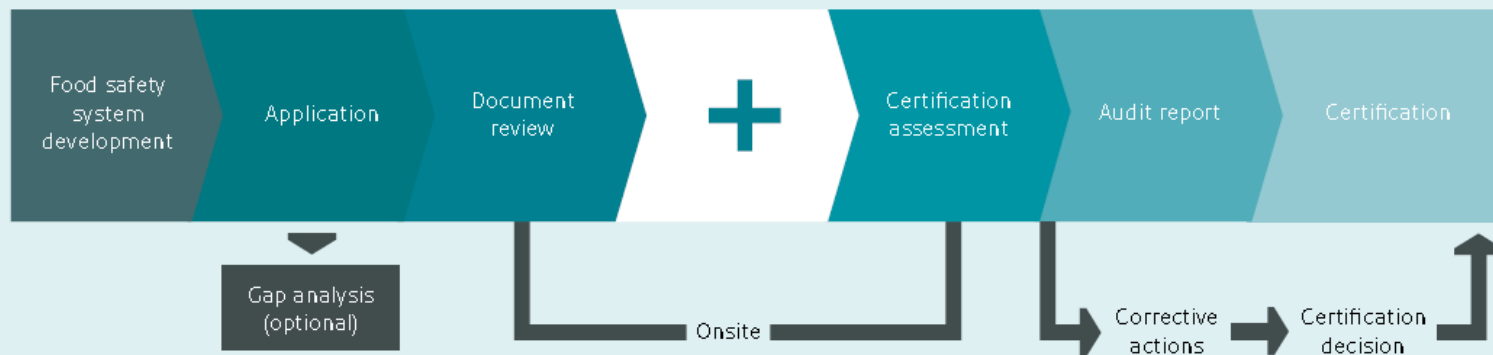 Food safety
system
development
Application
Document
review
+
Certification
assessment
Audit report
Certification
Gap analysis
(optional)
Onsite
Corrective
actions
Certification
decision